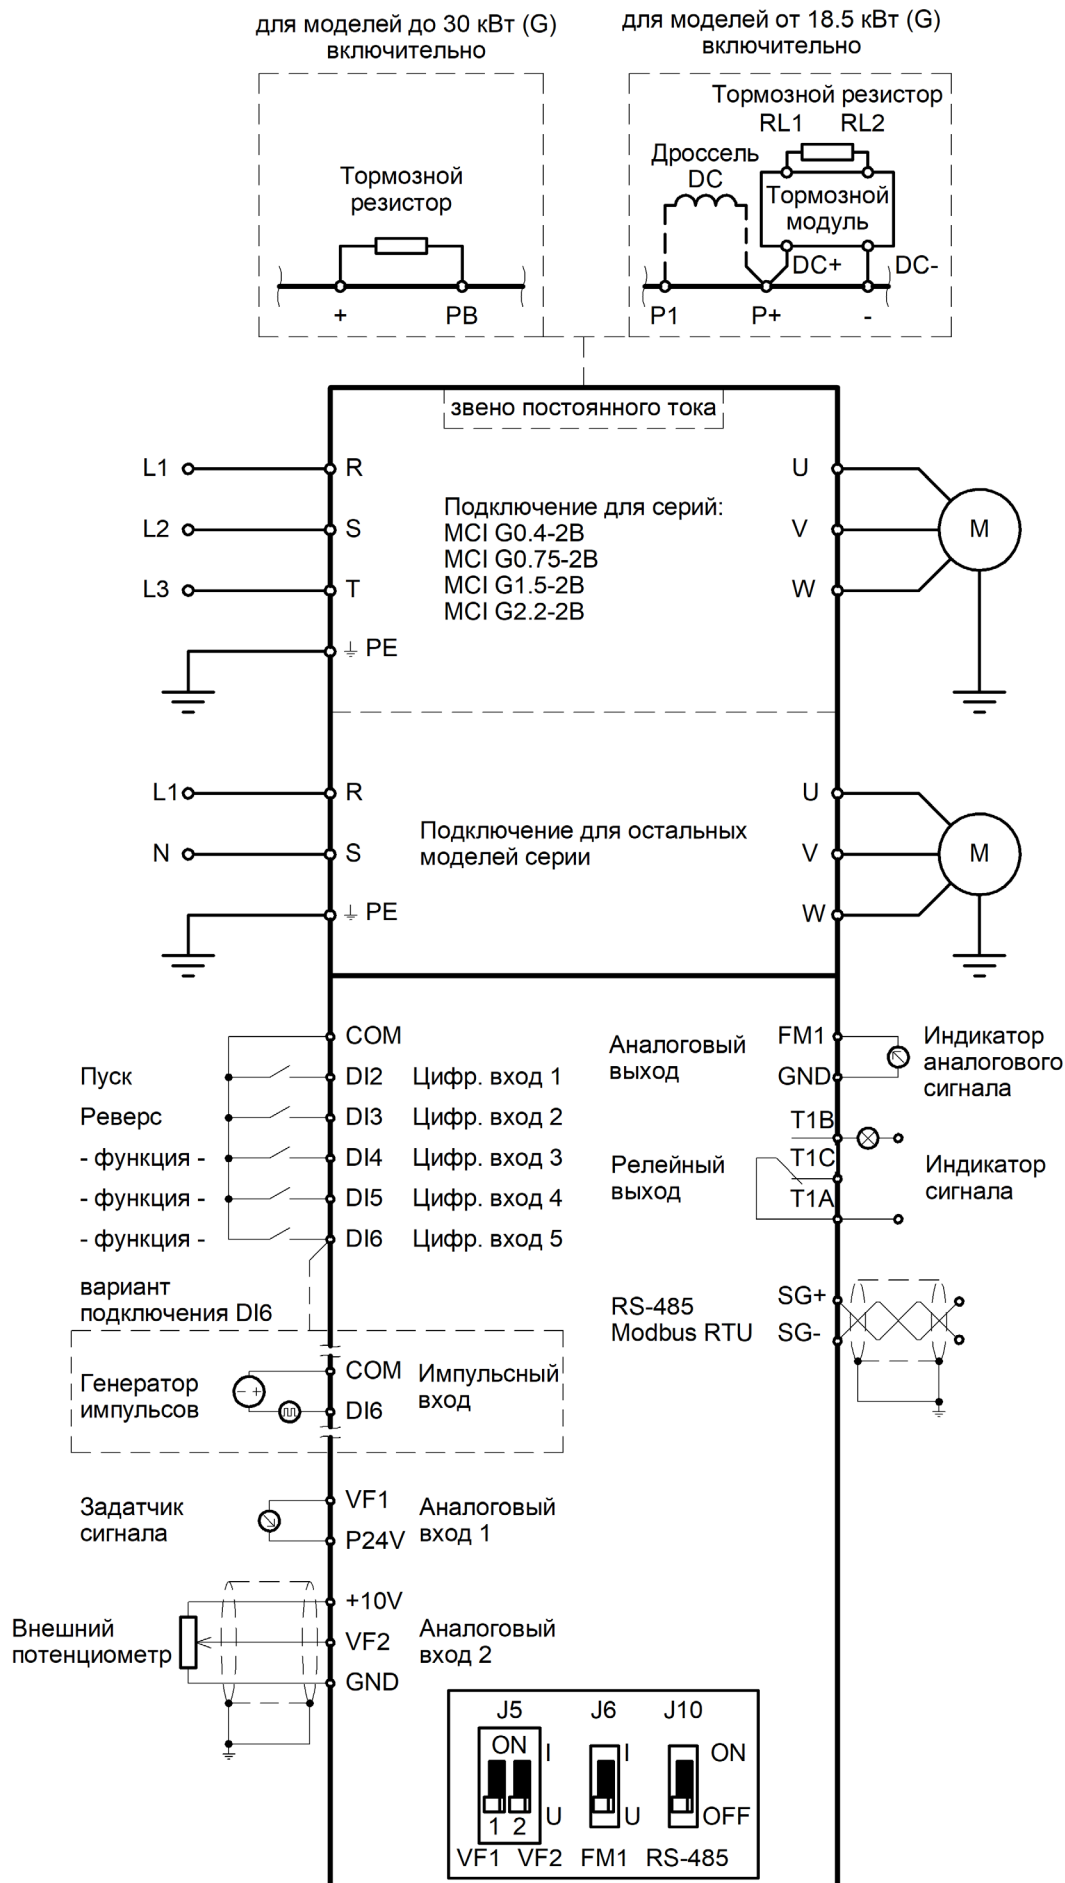 для моделей до 30 кВт (G)
включительно
для моделей от 18.5 кВт (G)
включительно
Тормозной
резистор
+
PB
Тормозной резистор
RL1
RL2
Дроссель
DC
Тормозной
модуль
DC+
DC-
P1
P+
-
звено постоянного тока
L1
R
U
L2
S
V
M
L3
T
W
PE
Подключение для серий:
MCI G0.4-2B
MCI G0.75-2B
MCI G1.5-2B
MCI G2.2-2B
L1
R
U
N
S
V
M
PE
W
Подключение для остальных
моделей серии
COM
Пуск
DI2
Цифр. вход 1
Реверс
DI3
Цифр. вход 2
- функция -
DI4
Цифр. вход 3
- функция -
DI5
Цифр. вход 4
- функция -
DI6
Цифр. вход 5
Аналоговый
выход
FM1
GND
Индикатор
аналогового
сигнала
Релейный
выход
T1B
T1C
T1A
Индикатор
сигнала
вариант
подключения DI6
RS-485
Modbus RTU
SG+
SG-
Генератор
импульсов
- +
COM
DI6
Импульсный
вход
Задатчик
сигнала
VF1
P24V
Аналоговый
вход 1
Внешний
потенциометр
+10V
VF2
GND
Аналоговый
вход 2
J5
J6
J10
ON
I
I
ON
1 2
U
U
OFF
VF1
VF2
FM1
RS-485